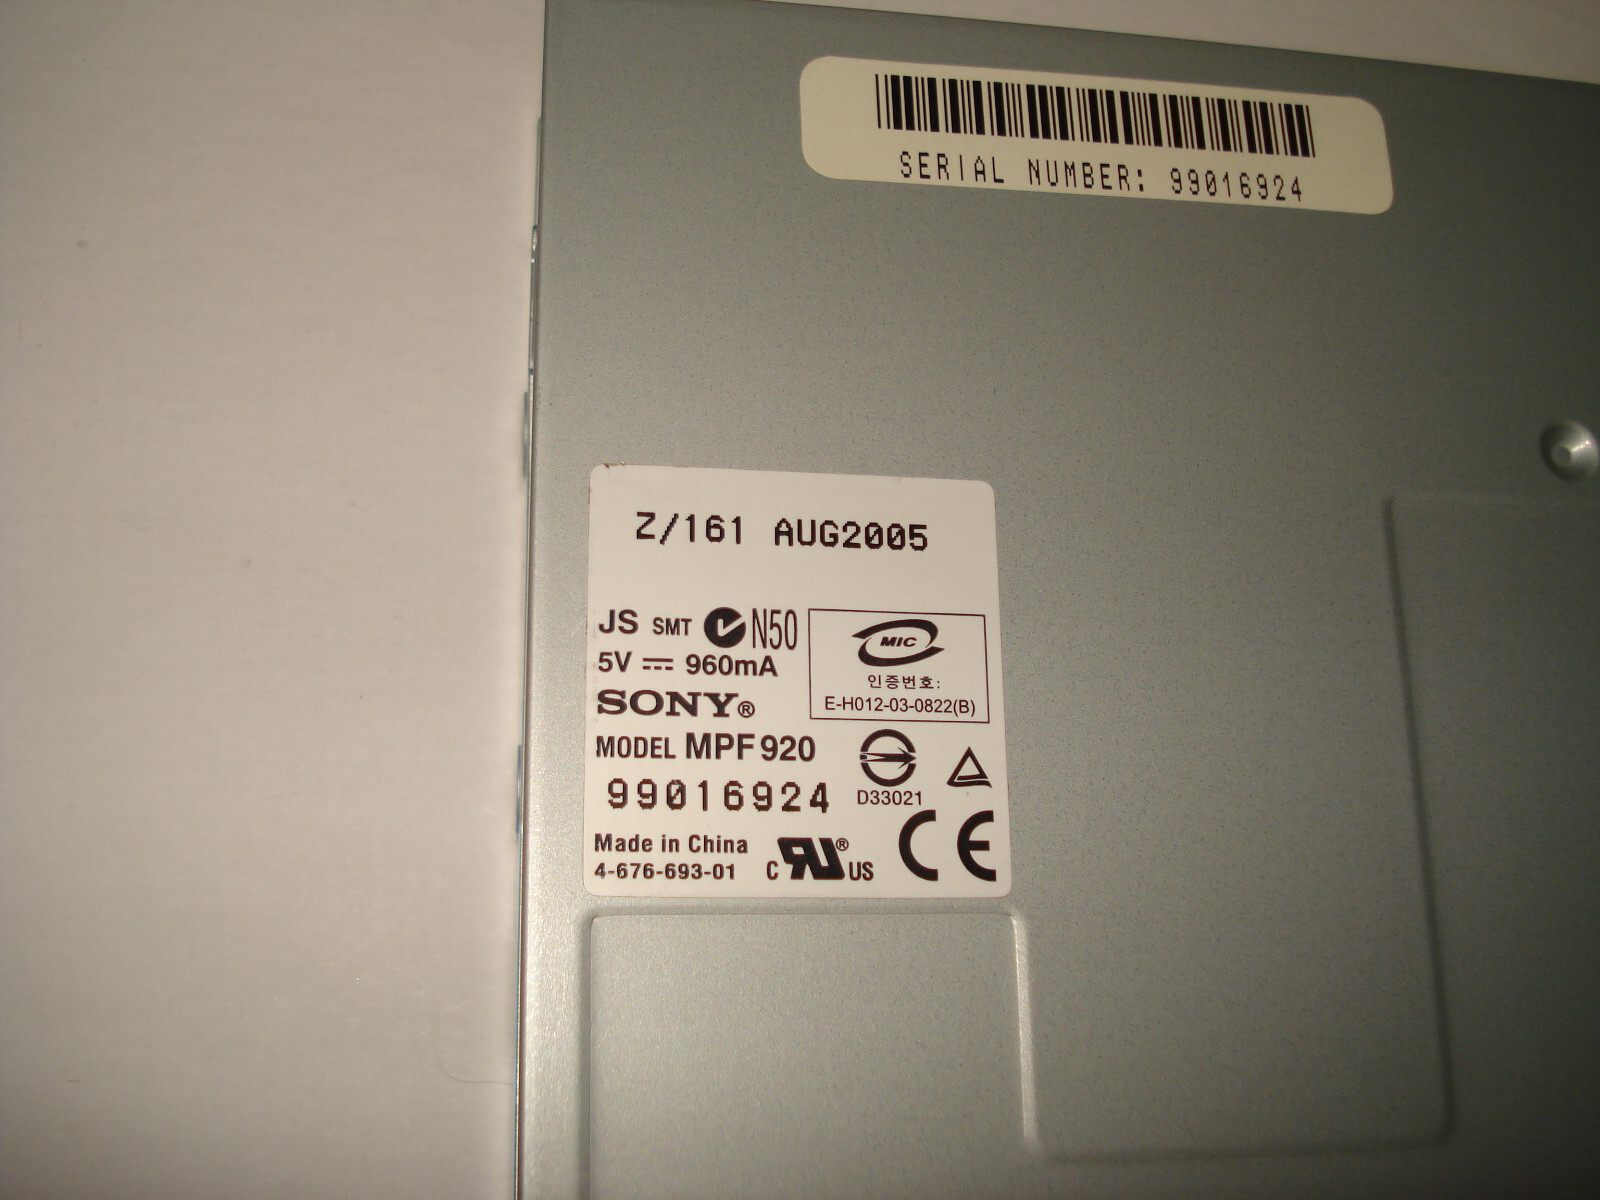 SERIAL NUMBER: 99016924
Z/161 AUG2005
JS SMT N50
5V 960mA
SONY®
MODEL MPF920
99016924
Made in China
4-676-693-01
MIC
인증번호:
E-H012-03-0822(B)
D33021
C RU® US
CE